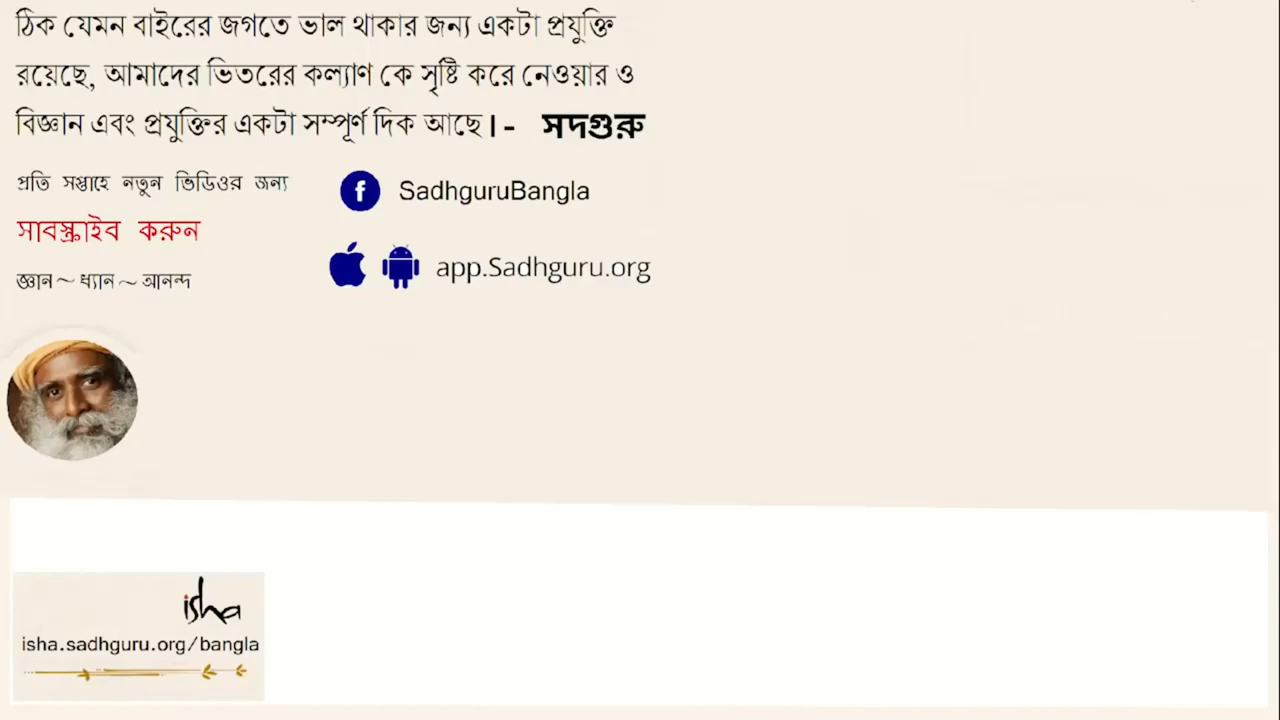 ঠিক যেমন বাইরের জগতে ভাল থাকার জন্য একটা প্রযুক্তি
রয়েছে, আমাদের ভিতরের কল্যাণ কে সৃষ্টি করে নেওয়ার ও
বিজ্ঞান এবং প্রযুক্তির একটা সম্পূর্ণ দিক আছে। - সদগুরু
প্রতি সপ্তাহে নতুন ভিডিওর জন্য
সাবস্ক্রাইব করুন
জ্ঞান ~ ধ্যান ~ আনন্দ
SadhguruBangla
app.Sadhguru.org
isha
isha.sadhguru.org/bangla